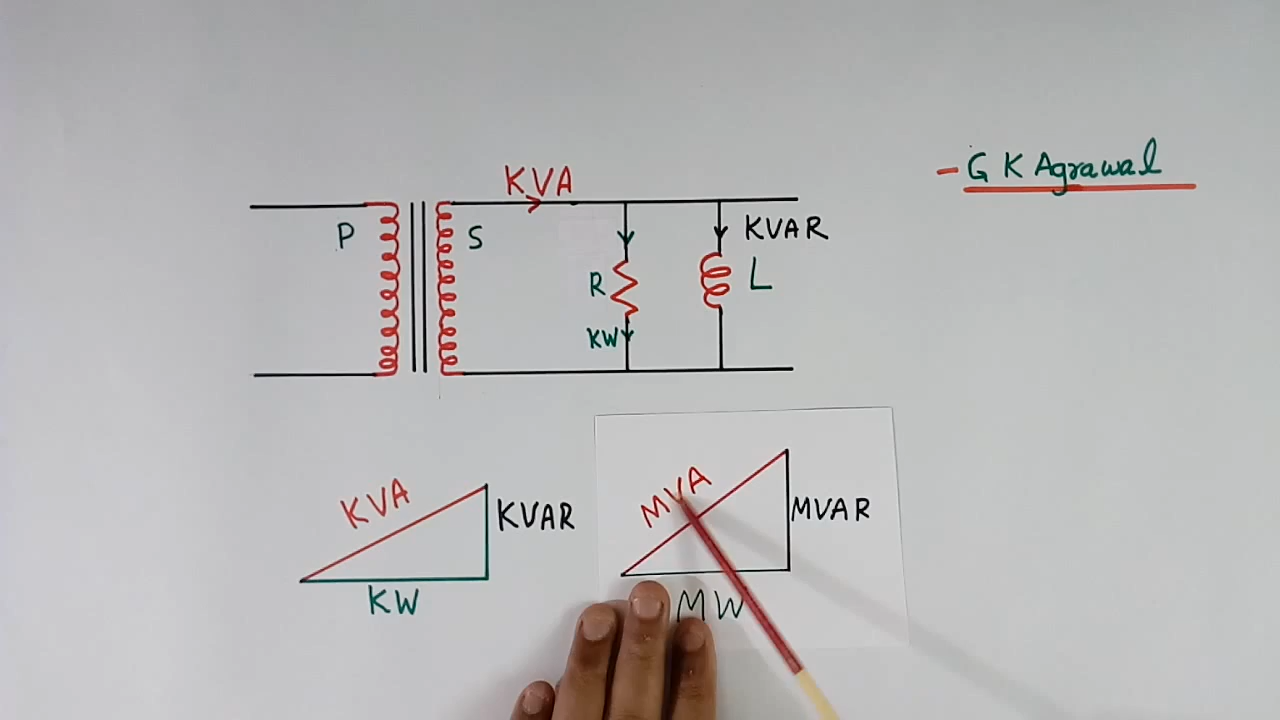 - G K Agrawal
KVA
P
S
KVAR
R
L
KW
KVA
KVAR
KW
MVA
MVAR
MW